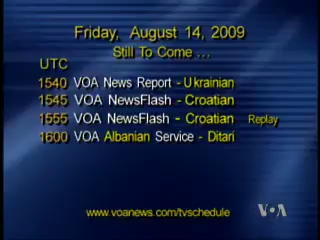 Friday, August 14, 2009
Still To Come ...
UTC
1540 VOA News Report - Ukrainian
1545 VOA NewsFlash - Croatian
1555 VOA NewsFlash - Croatian Replay
1600 VOA Albanian Service - Ditari
www.voanews.com/tvschedule
VOA